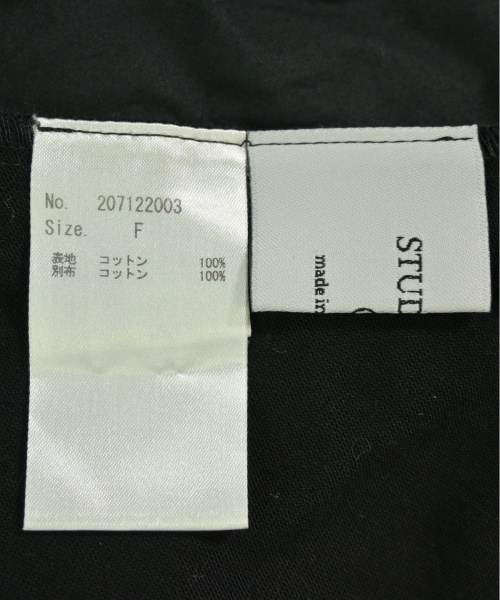 No. 207122003
Size. F
表地 コットン 100%
別布 コットン 100%
STUD
made in